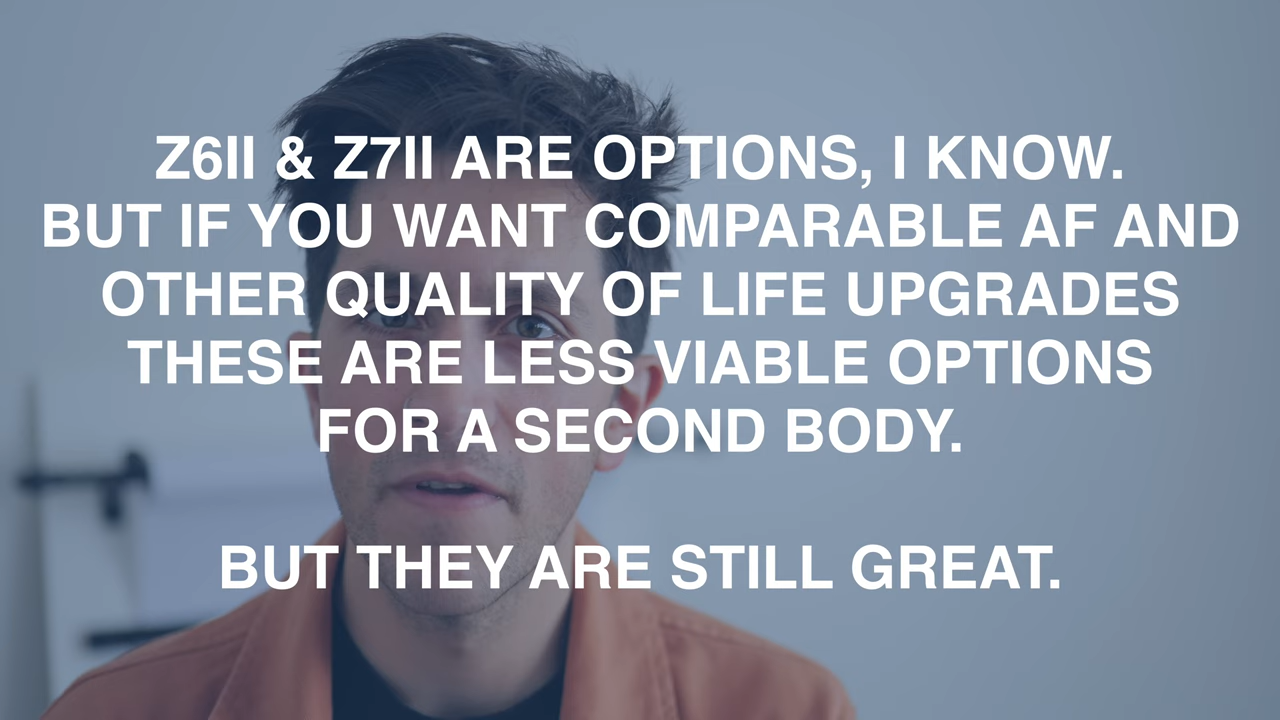 Z6II & Z7II ARE OPTIONS, I KNOW.
BUT IF YOU WANT COMPARABLE AF AND
OTHER QUALITY OF LIFE UPGRADES
THESE ARE LESS VIABLE OPTIONS
FOR A SECOND BODY.
BUT THEY ARE STILL GREAT.